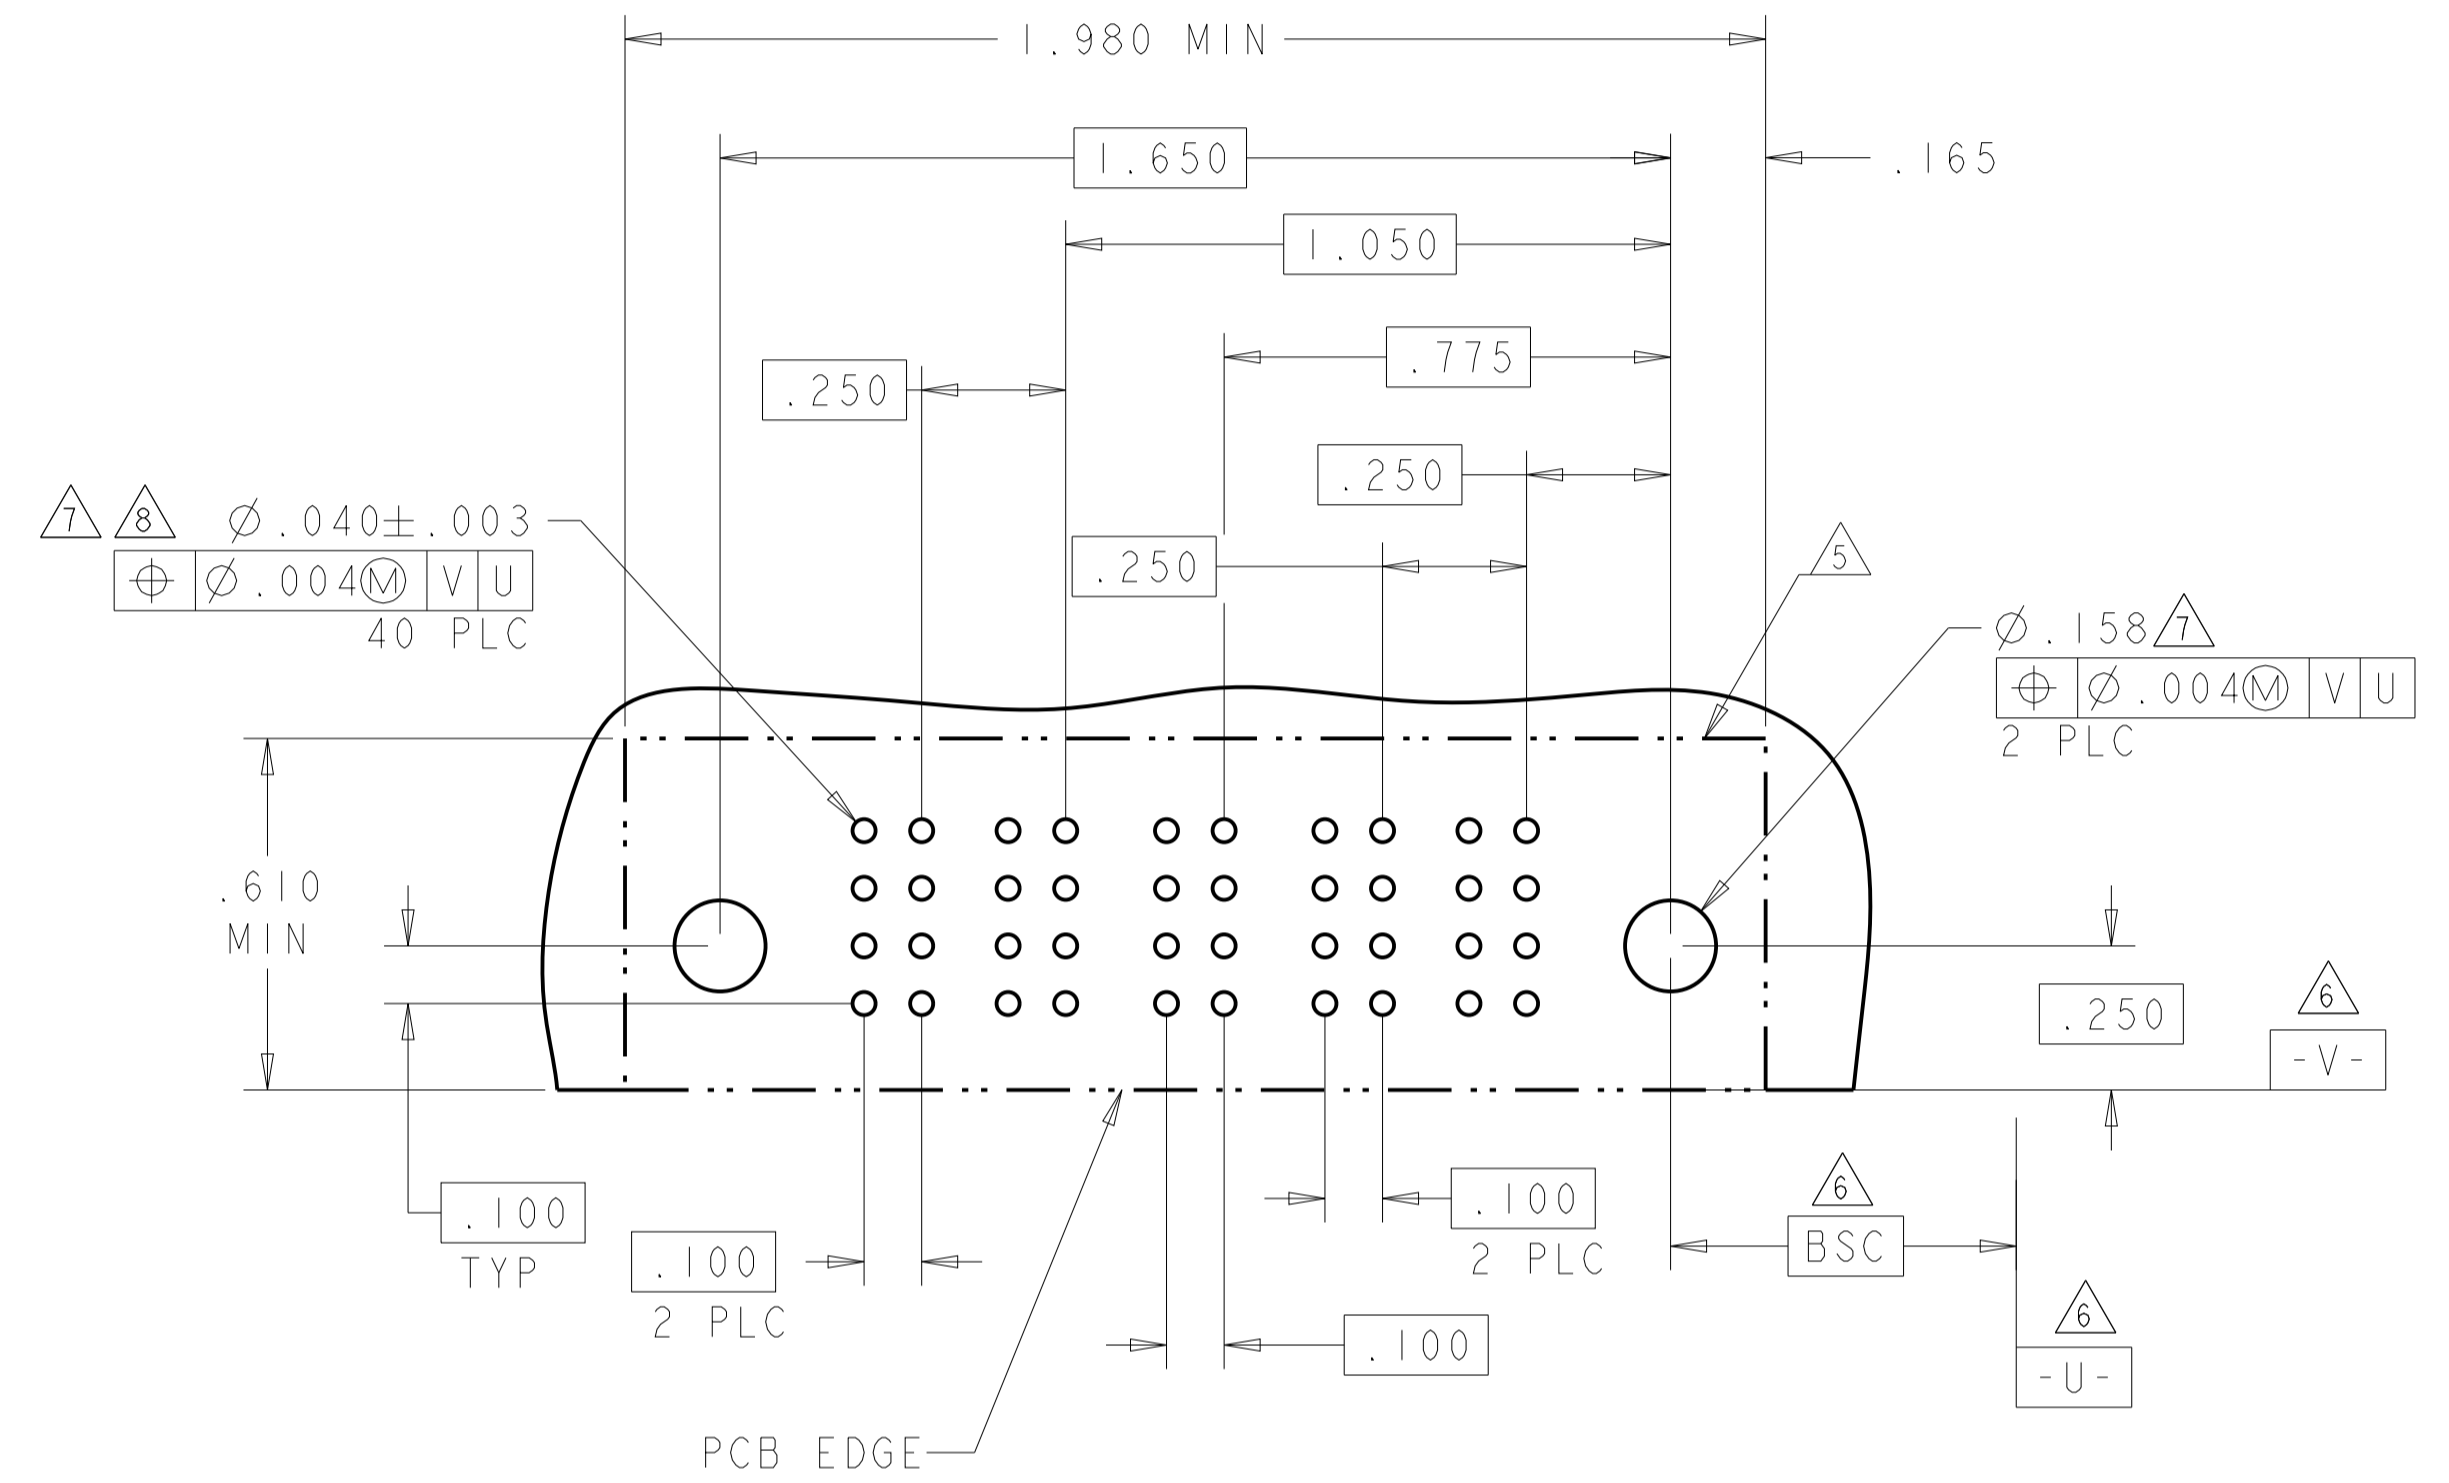 1.980 MIN
1.650
.165
1.050
.775
.250
.250
.250
7 8 Ø.040±.003
⌖ Ø.004Ⓜ V U
40 PLC
5
Ø.158 7
⌖ Ø.004Ⓜ V U
2 PLC
.610
MIN
.250
6
-V-
.100
TYP
.100
2 PLC
.100
2 PLC
6
BSC
6
-U-
.100
PCB EDGE